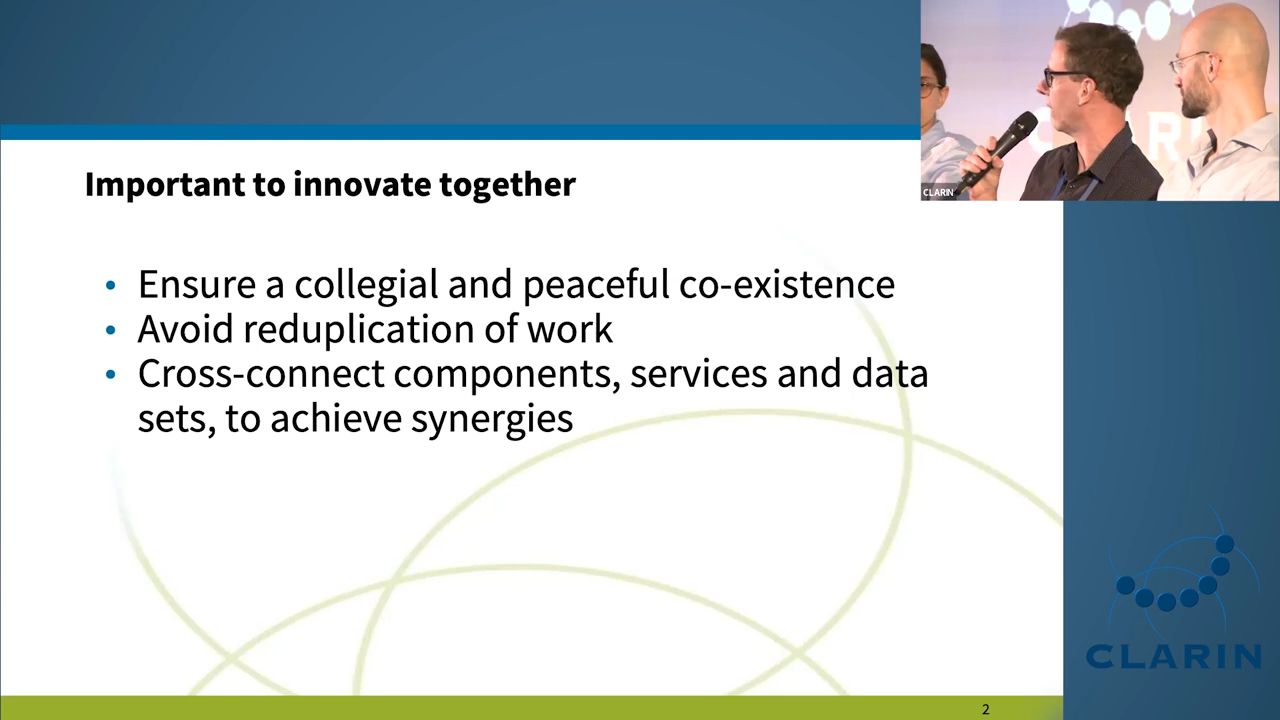 Important to innovate together
• Ensure a collegial and peaceful co-existence
• Avoid reduplication of work
• Cross-connect components, services and data
sets, to achieve synergies
2
CLARIN
CLARIN